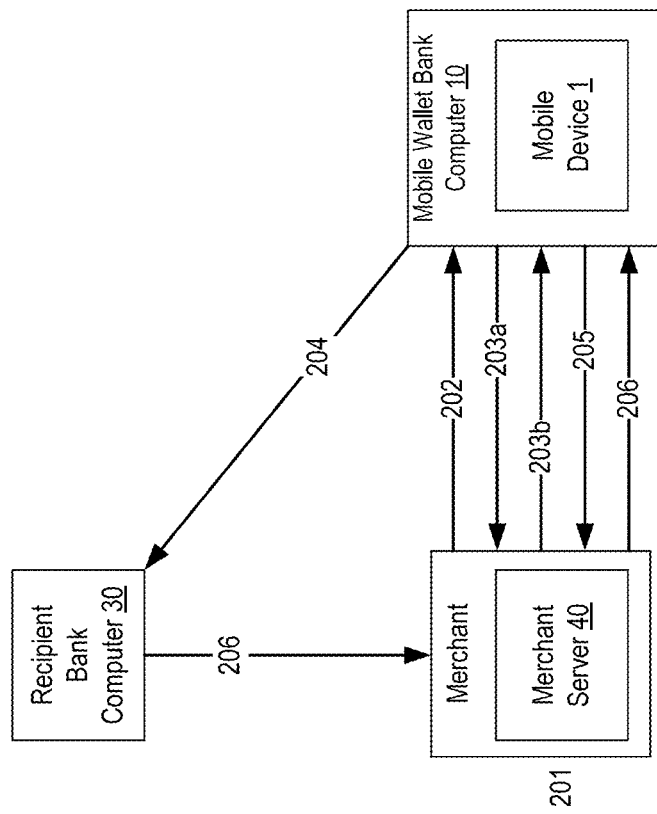 Recipient
Bank
Computer 30
206
204
Mobile Wallet Bank
Computer 10
Mobile
Device 1
202
203a
203b
205
206
Merchant
Merchant
Server 40
201